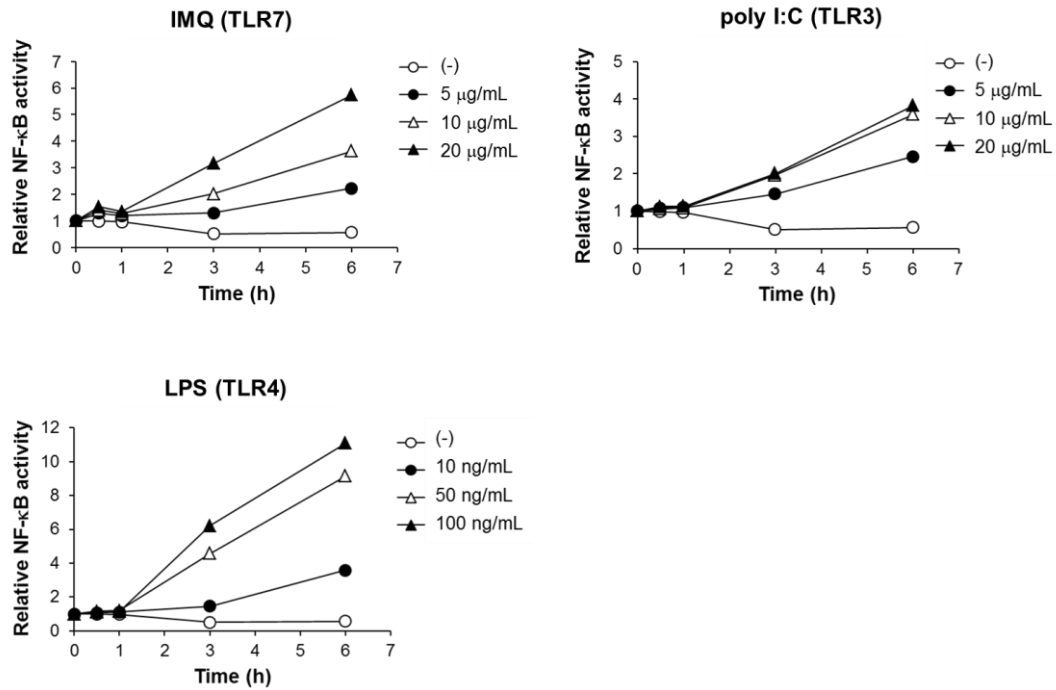 IMQ (TLR7)
Relative NF-κB activity
7
6
5
4
3
2
1
0
0 1 2 3 4 5 6 7
Time (h)
(-)
5 μg/mL
10 μg/mL
20 μg/mL
poly I:C (TLR3)
Relative NF-κB activity
5
4
3
2
1
0
0 1 2 3 4 5 6 7
Time (h)
(-)
5 μg/mL
10 μg/mL
20 μg/mL
LPS (TLR4)
Relative NF-κB activity
12
10
8
6
4
2
0
0 1 2 3 4 5 6 7
Time (h)
(-)
10 ng/mL
50 ng/mL
100 ng/mL